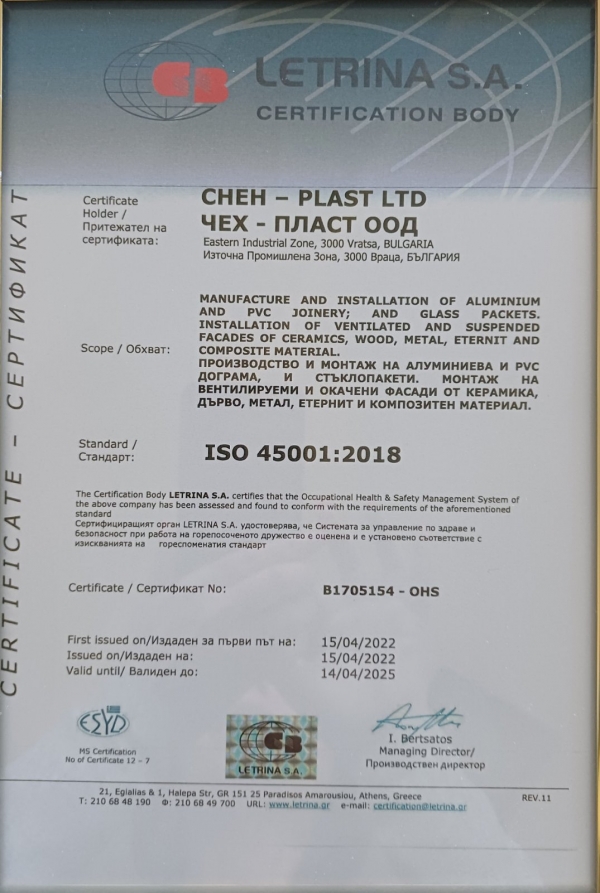 CB
LETRINA S.A.
CERTIFICATION BODY
CERTIFICATE – СЕРТИФИКАТ
Certificate
Holder /
Притежател на
сертификата:
CHEH – PLAST LTD
ЧЕХ - ПЛАСТ ООД
Eastern Industrial Zone, 3000 Vratsa, BULGARIA
Източна Промишлена Зона, 3000 Враца, БЪЛГАРИЯ
Scope / Обхват:
MANUFACTURE AND INSTALLATION OF ALUMINIUM
AND PVC JOINERY; AND GLASS PACKETS.
INSTALLATION OF VENTILATED AND SUSPENDED
FACADES OF CERAMICS, WOOD, METAL, ETERNIT AND
COMPOSITE MATERIAL.
ПРОИЗВОДСТВО И МОНТАЖ НА АЛУМИНИЕВА И PVC
ДОГРАМА, И СТЪКЛОПАКЕТИ. МОНТАЖ НА
ВЕНТИЛИРУЕМИ И ОКАЧЕНИ ФАСАДИ ОТ КЕРАМИКА,
ДЪРВО, МЕТАЛ, ЕТЕРНИТ И КОМПОЗИТЕН МАТЕРИАЛ.
Standard /
Стандарт:
ISO 45001:2018
The Certification Body LETRINA S.A. certifies that the Occupational Health & Safety Management System of
the above company has been assessed and found to conform with the requirements of the aforementioned
standard
Сертифициращият орган LETRINA S.A. удостоверява, че Системата за управление по здраве и
безопасност при работа на горепосоченото дружество е оценена и е установено съответствие с
изискванията на гореспоменатия стандарт
Certificate / Сертификат No:
B1705154 - OHS
First issued on/Издаден за първи път на: 15/04/2022
Issued on/Издаден на: 15/04/2022
Valid until/ Валиден до: 14/04/2025
ESYD
MS Certification
No of Certificate 12 – 7
CB
LETRINA S.A.
I. Bertsatos
Managing Director/
Производствен директор
21, Egialias & 1, Halepa Str, GR 151 25 Paradisos Amarousiou, Athens, Greece
T: 210 68 48 190 Φ: 210 68 49 700 URL: www.letrina.gr e-mail: certification@letrina.gr
REV.11